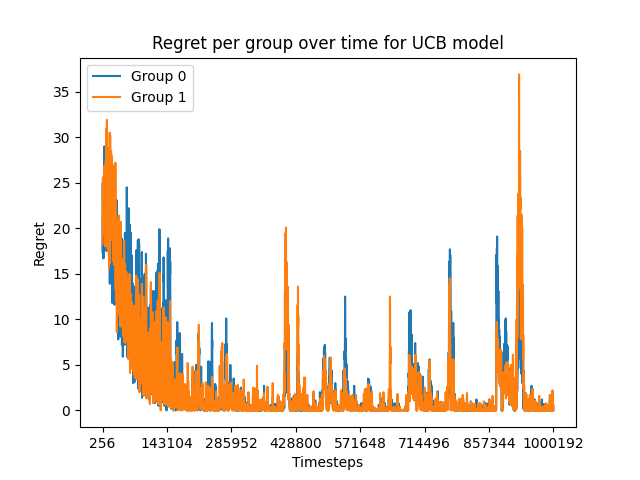 Regret per group over time for UCB model
Group 0
Group 1
35
30
25
20
15
10
5
0
Regret
256 143104 285952 428800 571648 714496 857344 1000192
Timesteps